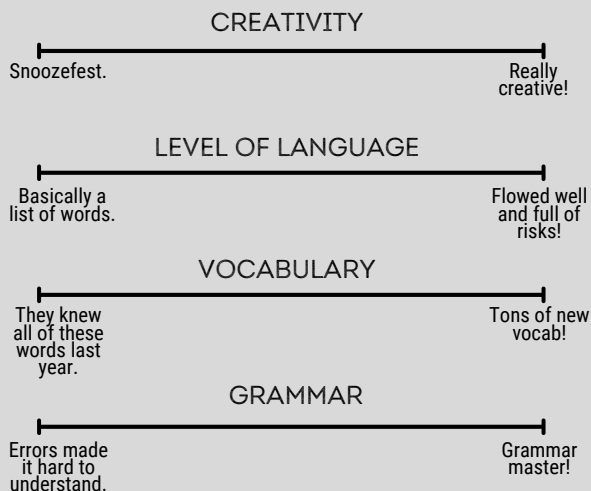 CREATIVITY
Snoozefest.
Really
creative!
LEVEL OF LANGUAGE
Basically a
list of words.
Flowed well
and full of
risks!
VOCABULARY
They knew
all of these
words last
year.
Tons of new
vocab!
GRAMMAR
Errors made
it hard to
understand.
Grammar
master!